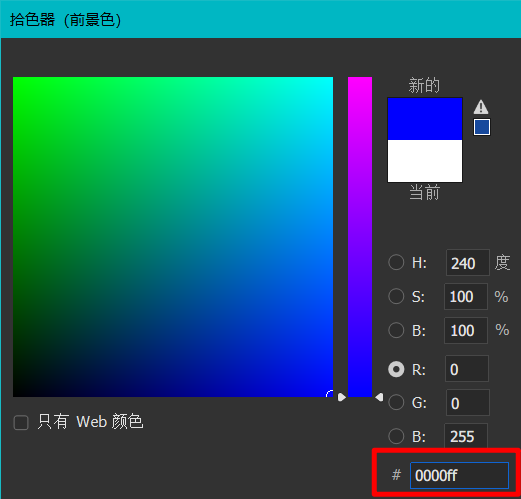 拾色器（前景色）
新的
当前
H: 240 度
S: 100 %
B: 100 %
R: 0
G: 0
B: 255
# 0000ff
只有 Web 颜色